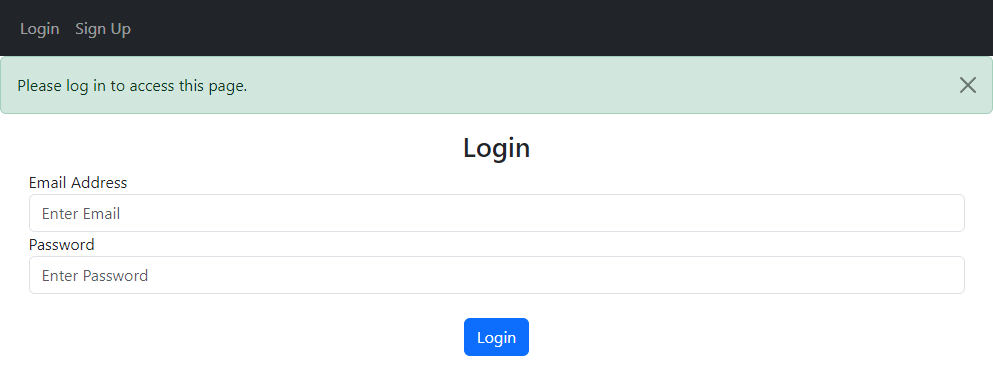 Login Sign Up
Please log in to access this page.
Login
Email Address
Enter Email
Password
Enter Password
Login